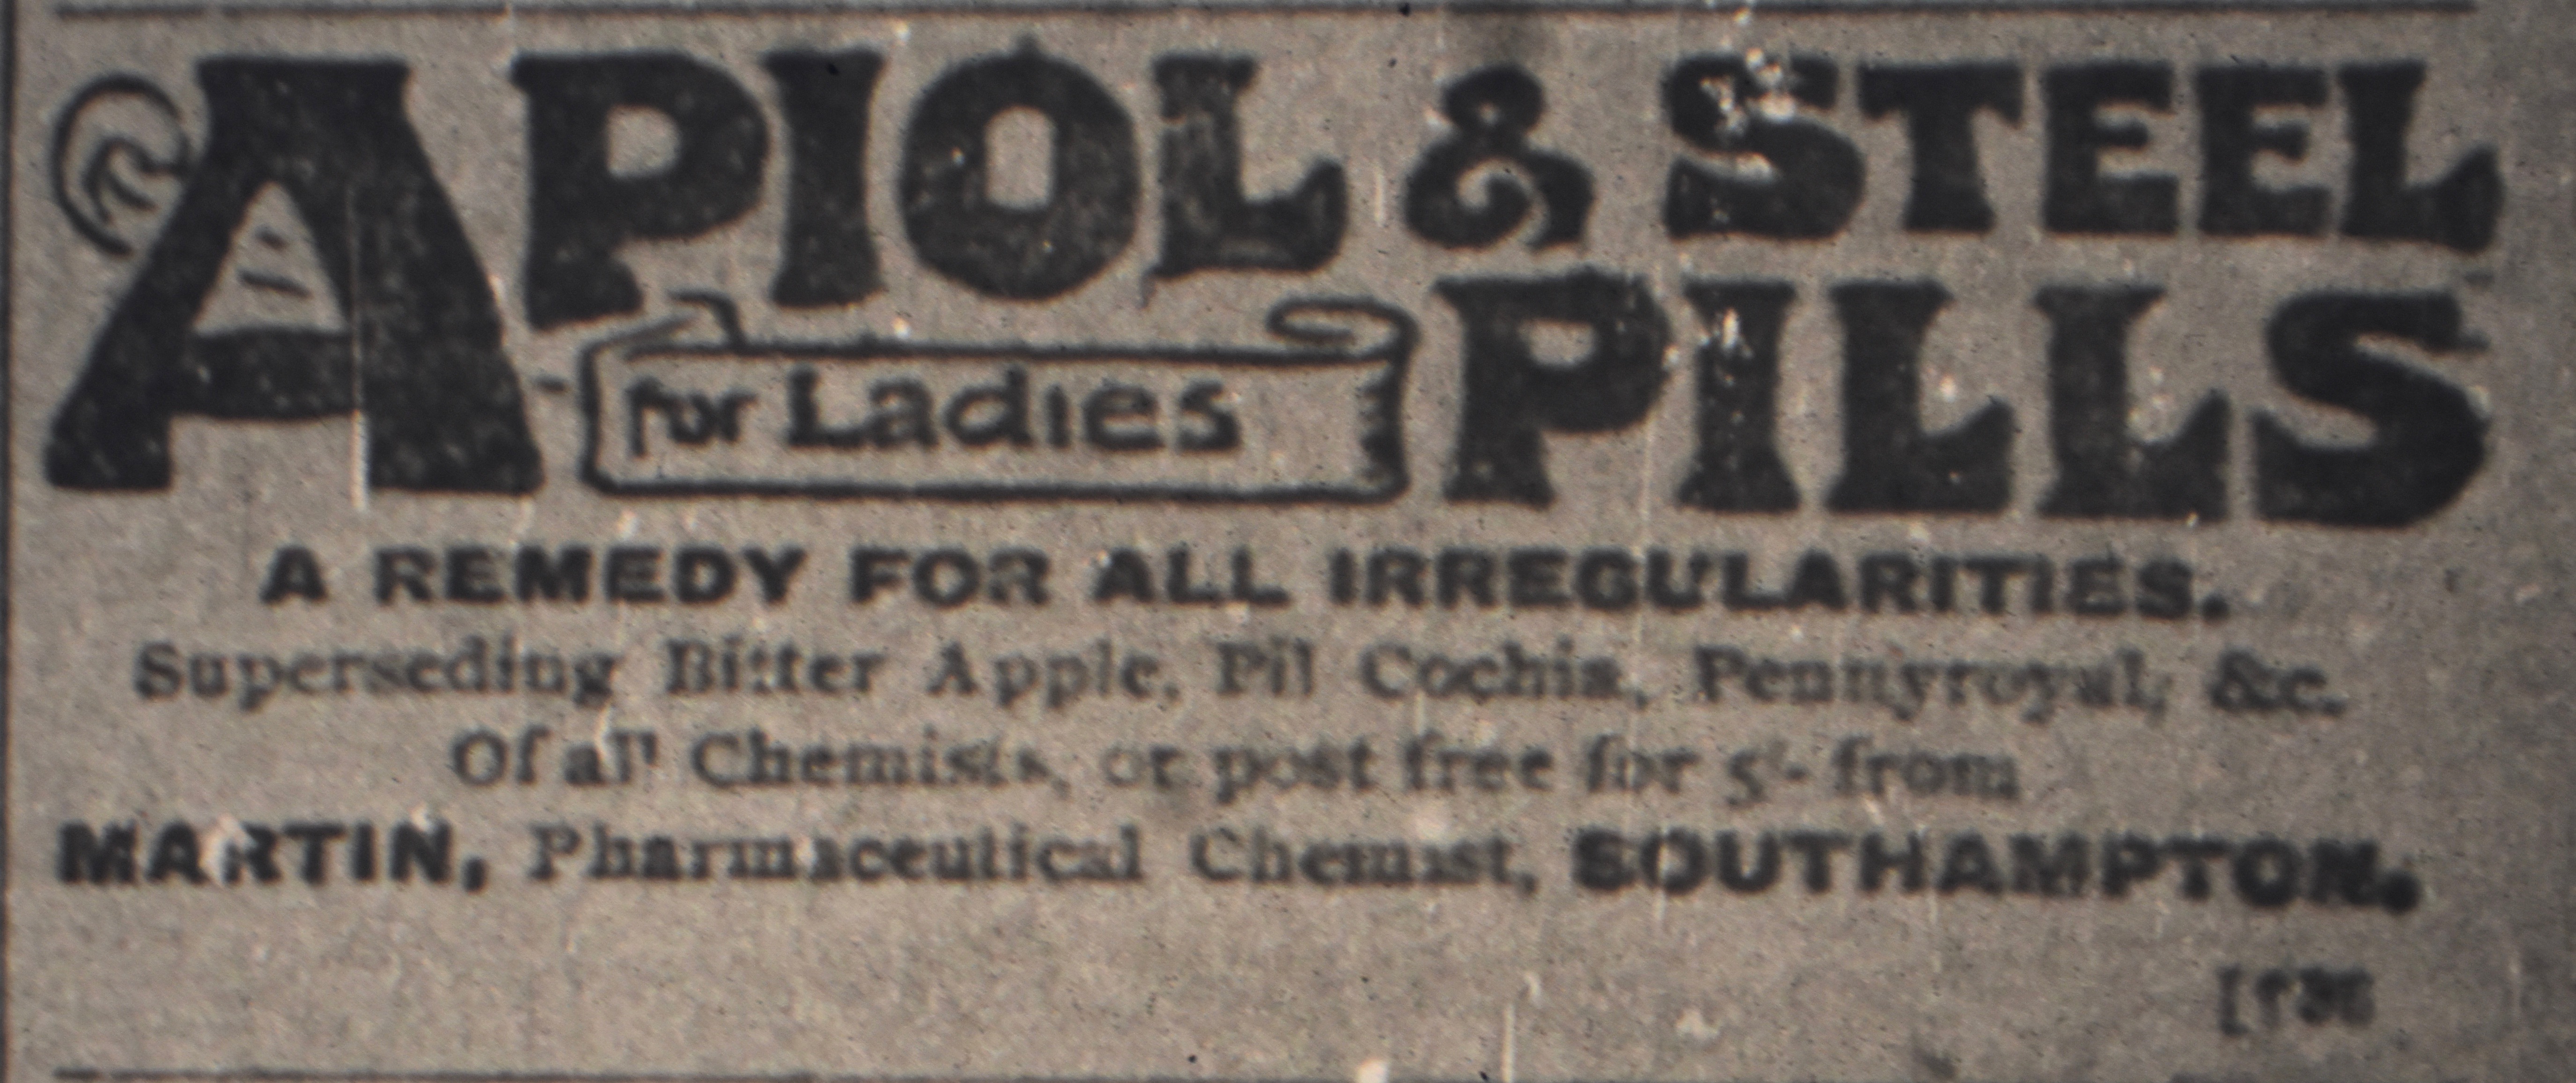 APIOL & STEEL
for Ladies PILLS
A REMEDY FOR ALL IRREGULARITIES.
Superseding Bitter Apple, Pil Cochia, Pennyroyal, &c.
Of all Chemists, or post free for 5/- from
MARTIN, Pharmaceutical Chemist, SOUTHAMPTON.